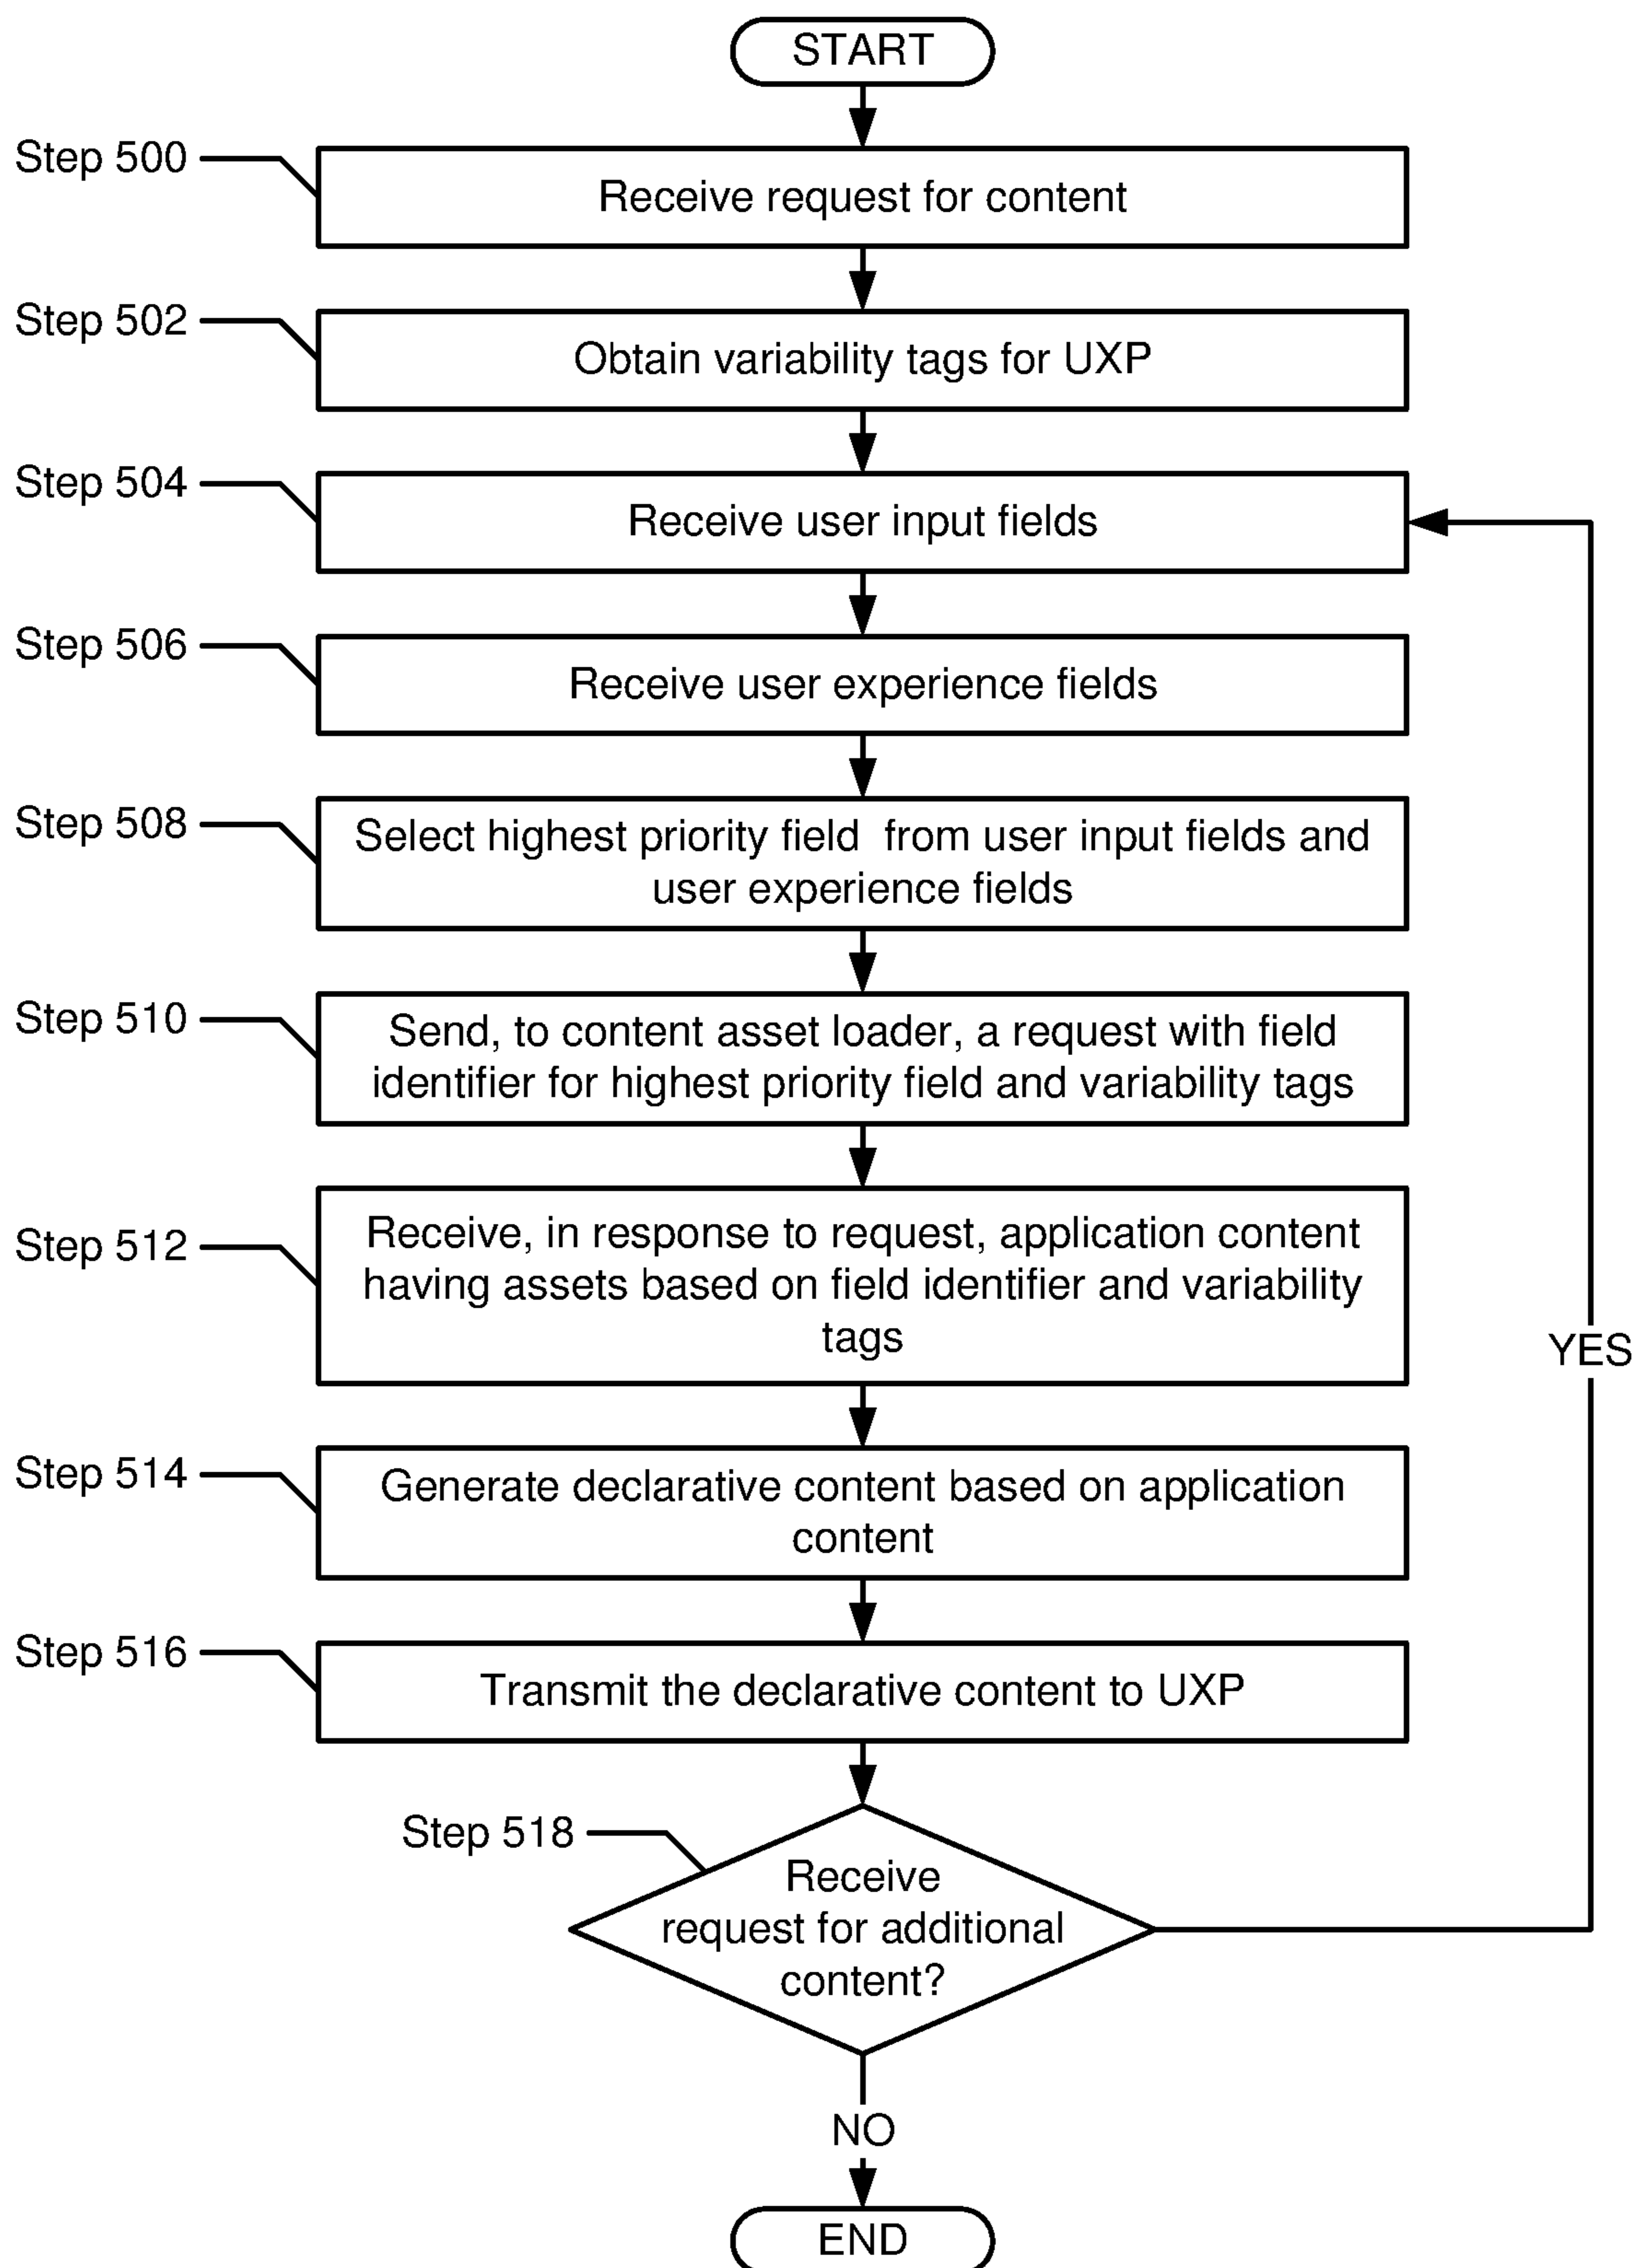 START
Step 500
Receive request for content
Step 502
Obtain variability tags for UXP
Step 504
Receive user input fields
Step 506
Receive user experience fields
Step 508
Select highest priority field  from user input fields and
user experience fields
Step 510
Send, to content asset loader, a request with field
identifier for highest priority field and variability tags
Step 512
Receive, in response to request, application content
having assets based on field identifier and variability
tags
YES
Step 514
Generate declarative content based on application
content
Step 516
Transmit the declarative content to UXP
Step 518
Receive
request for additional
content?
NO
END